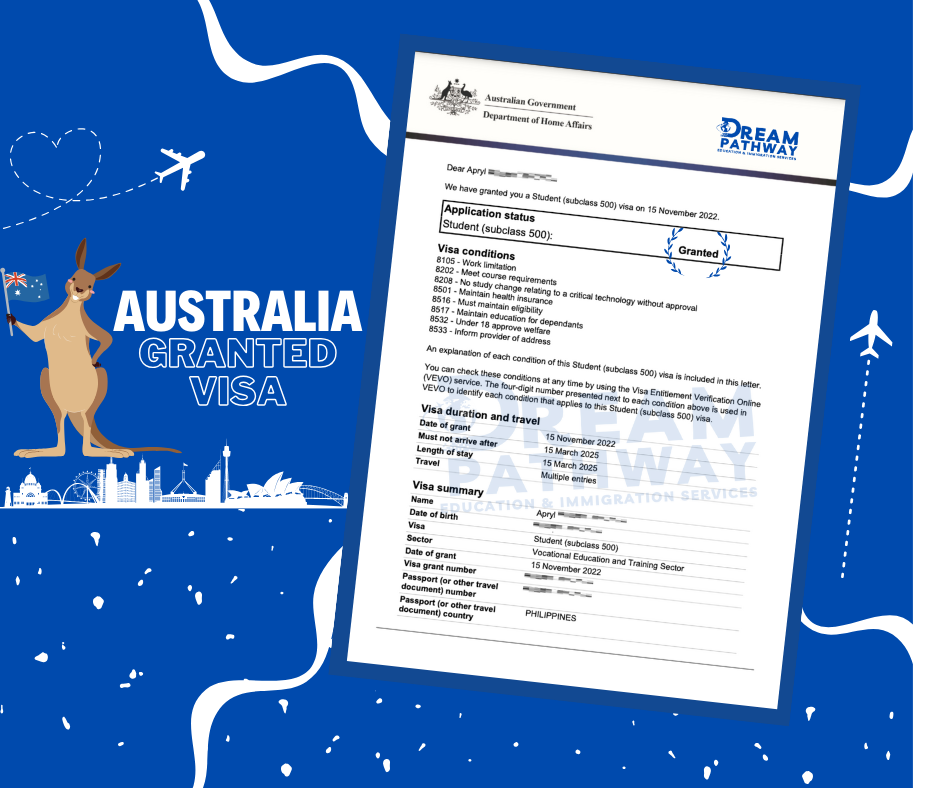 AUSTRALIA
GRANTED
VISA
Australian Government
Department of Home Affairs
DREAM
PATHWAY
EDUCATION & IMMIGRATION SERVICES
Dear Apryl
We have granted you a Student (subclass 500) visa on 15 November 2022.
Application status
Student (subclass 500): Granted
Visa conditions
8105 - Work limitation
8202 - Meet course requirements
8208 - No study change relating to a critical technology without approval
8501 - Maintain health insurance
8516 - Must maintain eligibility
8517 - Maintain education for dependants
8532 - Under 18 approve welfare
8533 - Inform provider of address
An explanation of each condition of this Student (subclass 500) visa is included in this letter.
You can check these conditions at any time by using the Visa Entitlement Verification Online
(VEVO) service. The four-digit number presented next to each condition above is used in
VEVO to identify each condition that applies to this Student (subclass 500) visa.
DREAM
PATHWAY
EDUCATION & IMMIGRATION SERVICES
Visa duration and travel
Date of grant 15 November 2022
Must not arrive after 15 March 2025
Length of stay 15 March 2025
Travel Multiple entries
Visa summary
Name Apryl
Date of birth
Visa Student (subclass 500)
Sector Vocational Education and Training Sector
Date of grant 15 November 2022
Visa grant number
Passport (or other travel
document) number
Passport (or other travel
document) country PHILIPPINES